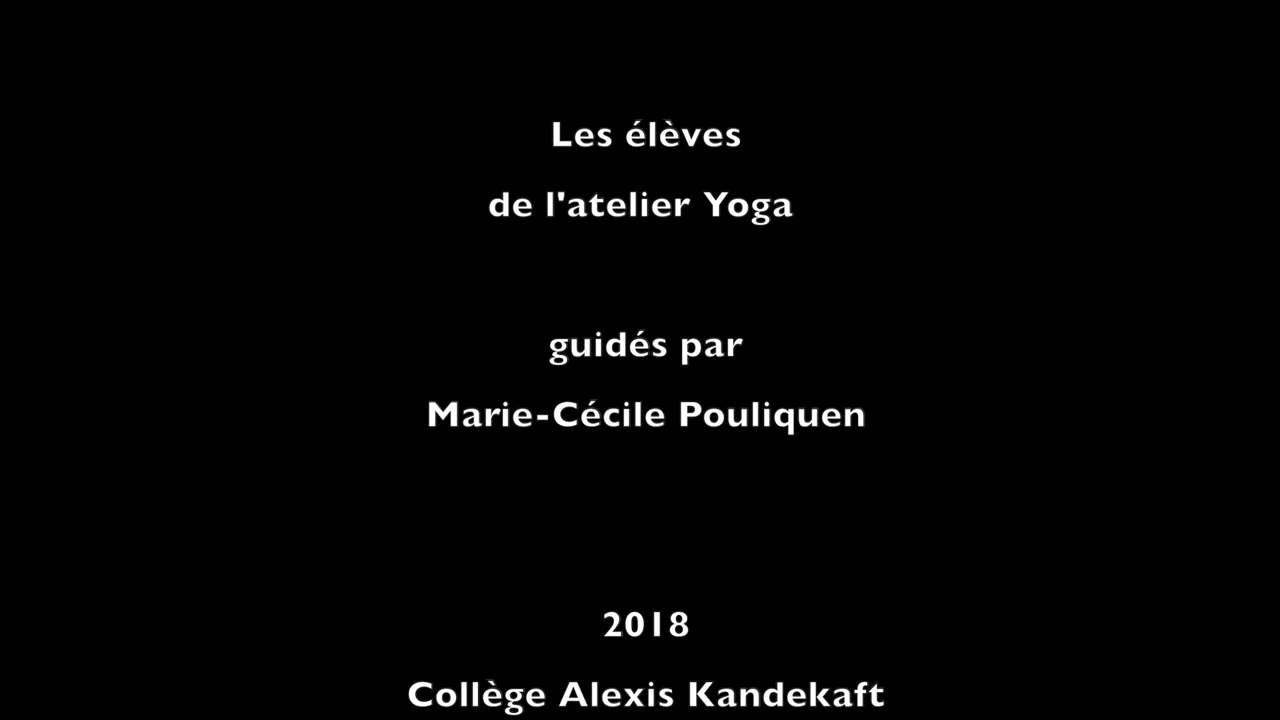 Les élèves
de l'atelier Yoga
guidés par
Marie-Cécile Pouliquen
2018
Collège Alexis Kandekaft